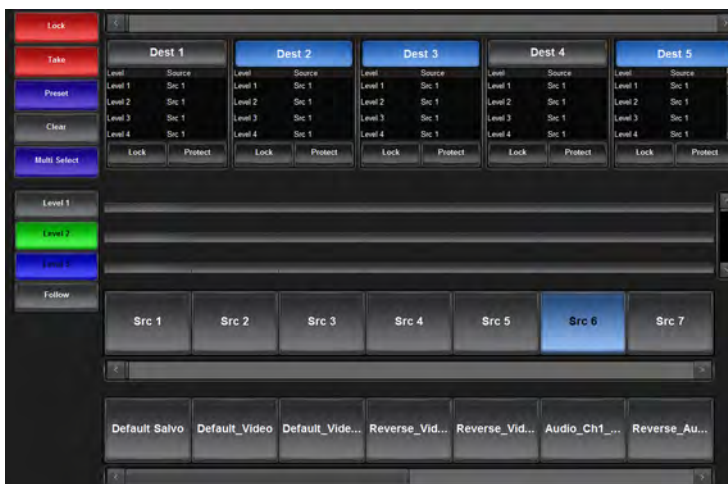 Lock
Take
Preset
Clear
Multi Select
Level 1
Level 2
Level 3
Follow
Dest 1 Dest 2 Dest 3 Dest 4 Dest 5
Level Source Level Source Level Source Level Source Level Source
Level 1 Src 1 Level 1 Src 1 Level 1 Src 1 Level 1 Src 1 Level 1 Src 1
Level 2 Src 1 Level 2 Src 1 Level 2 Src 1 Level 2 Src 1 Level 2 Src 1
Level 3 Src 1 Level 3 Src 1 Level 3 Src 1 Level 3 Src 1 Level 3 Src 1
Level 4 Src 1 Level 4 Src 1 Level 4 Src 1 Level 4 Src 1 Level 4 Src 1
Lock Protect Lock Protect Lock Protect Lock Protect Lock Protect
Src 1 Src 2 Src 3 Src 4 Src 5 Src 6 Src 7
Default Salvo Default_Video Default_Vide... Reverse_Vid... Reverse_Vid... Audio_Ch1_... Reverse_Au...